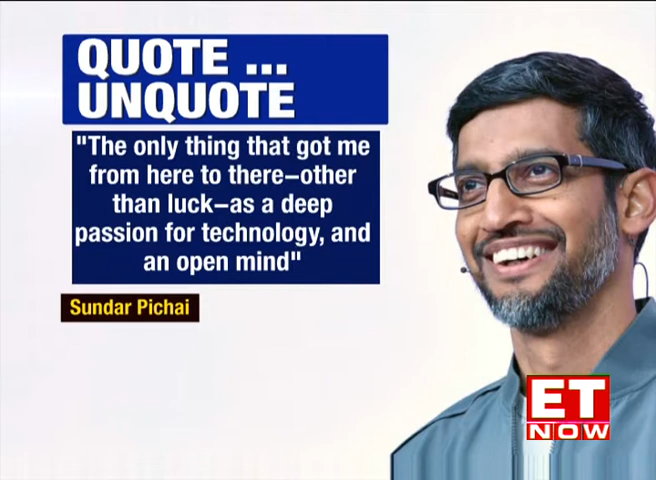 QUOTE ...
UNQUOTE
"The only thing that got me
from here to there–other
than luck–as a deep
passion for technology, and
an open mind"
Sundar Pichai
ET
NOW